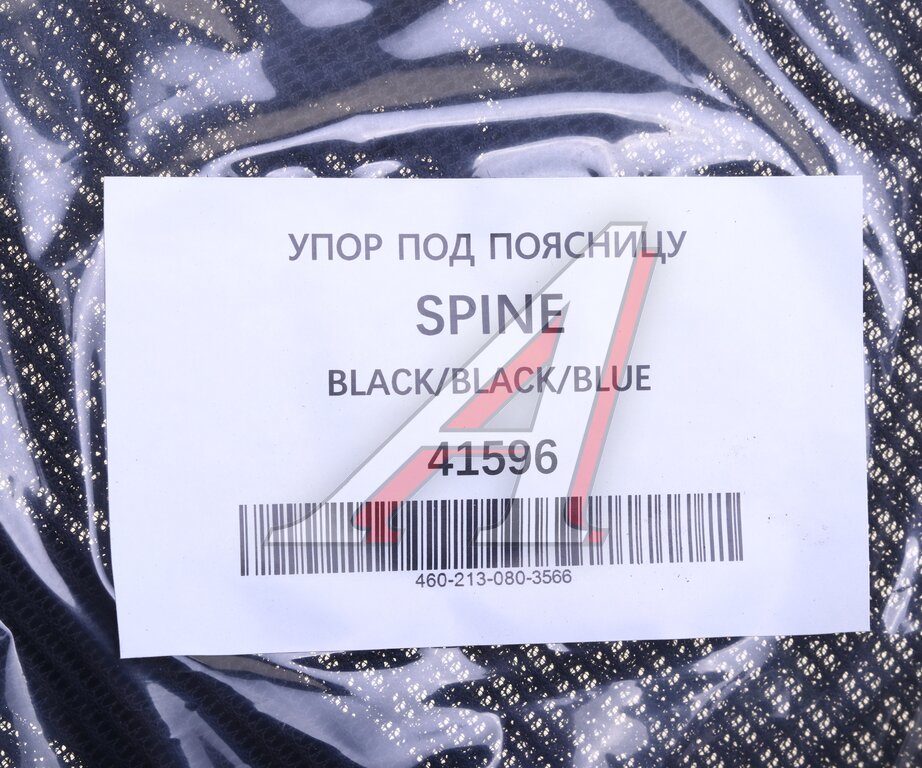 УПОР ПОД ПОЯСНИЦУ
SPINE
BLACK/BLACK/BLUE
41596
460-213-080-3566